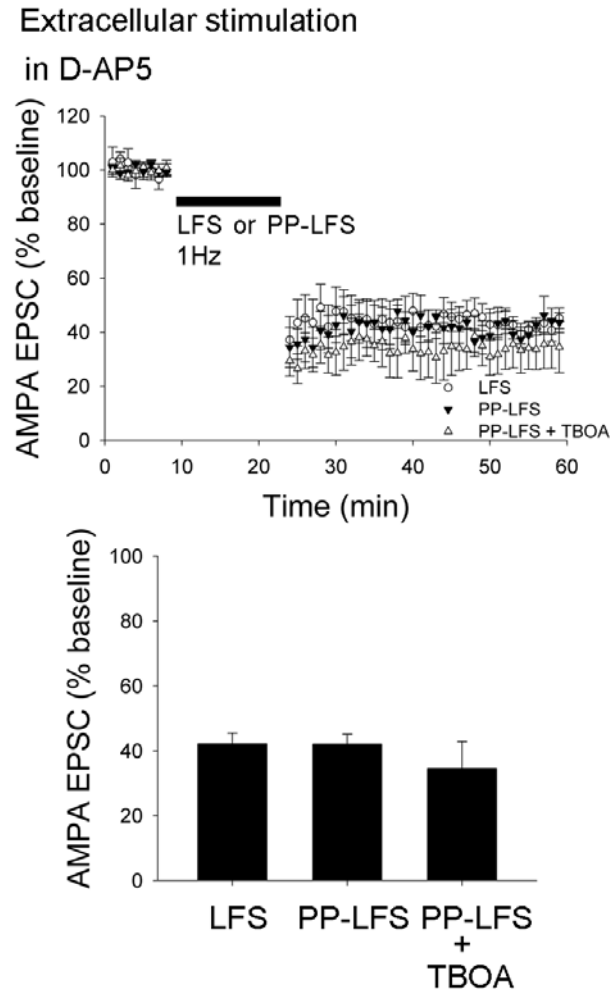 Extracellular stimulation
in D-AP5
AMPA EPSC (% baseline)
120
100
80
60
40
20
0
LFS or PP-LFS
1Hz
LFS
PP-LFS
PP-LFS + TBOA
0 10 20 30 40 50 60
Time (min)
AMPA EPSC (% baseline)
100
80
60
40
20
0
LFS PP-LFS PP-LFS
+
TBOA